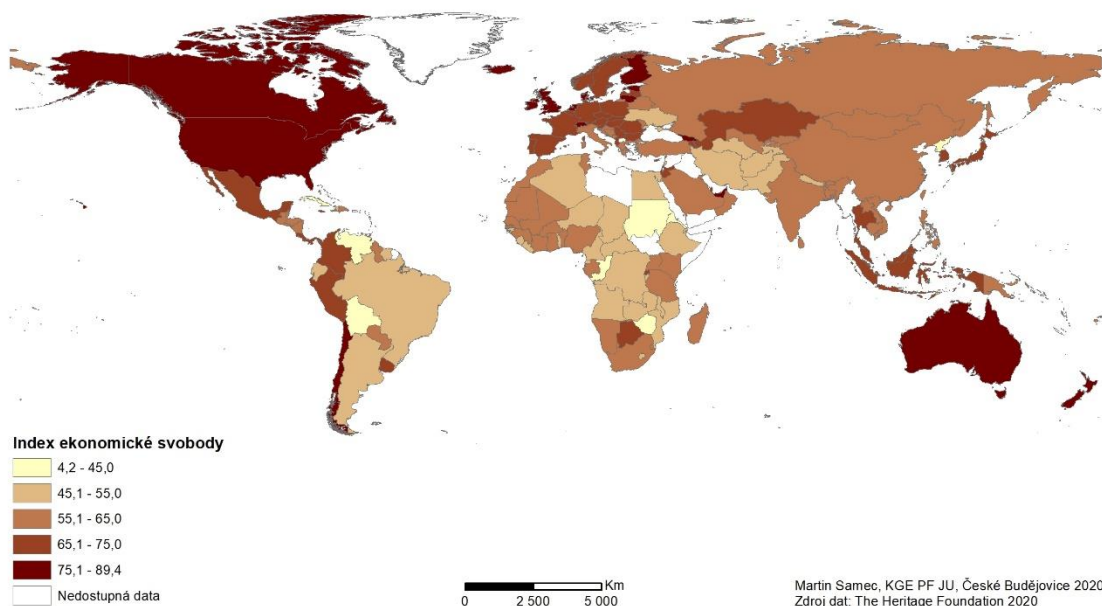 Index ekonomické svobody
4,2 - 45,0
45,1 - 55,0
55,1 - 65,0
65,1 - 75,0
75,1 - 89,4
Nedostupná data
Km
0 2 500 5 000
Martin Samec, KGE PF JU, České Budějovice 2020
Zdroj dat: The Heritage Foundation 2020